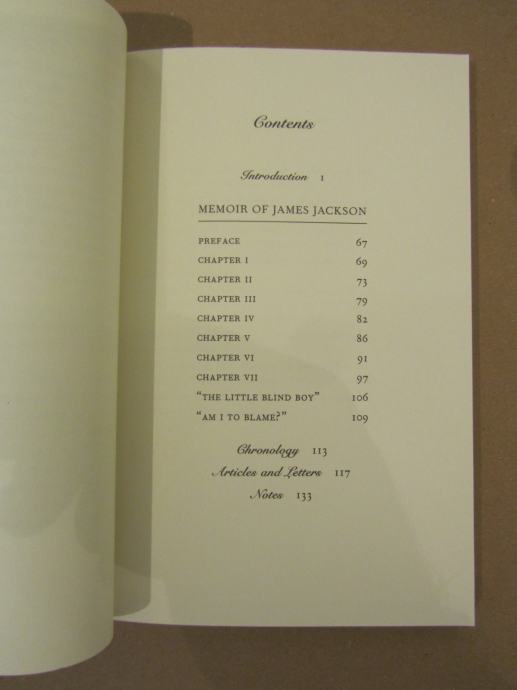 Contents
Introduction 1
MEMOIR OF JAMES JACKSON
PREFACE 67
CHAPTER I 69
CHAPTER II 73
CHAPTER III 79
CHAPTER IV 82
CHAPTER V 86
CHAPTER VI 91
CHAPTER VII 97
“THE LITTLE BLIND BOY” 106
“AM I TO BLAME?” 109
Chronology 113
Articles and Letters 117
Notes 133